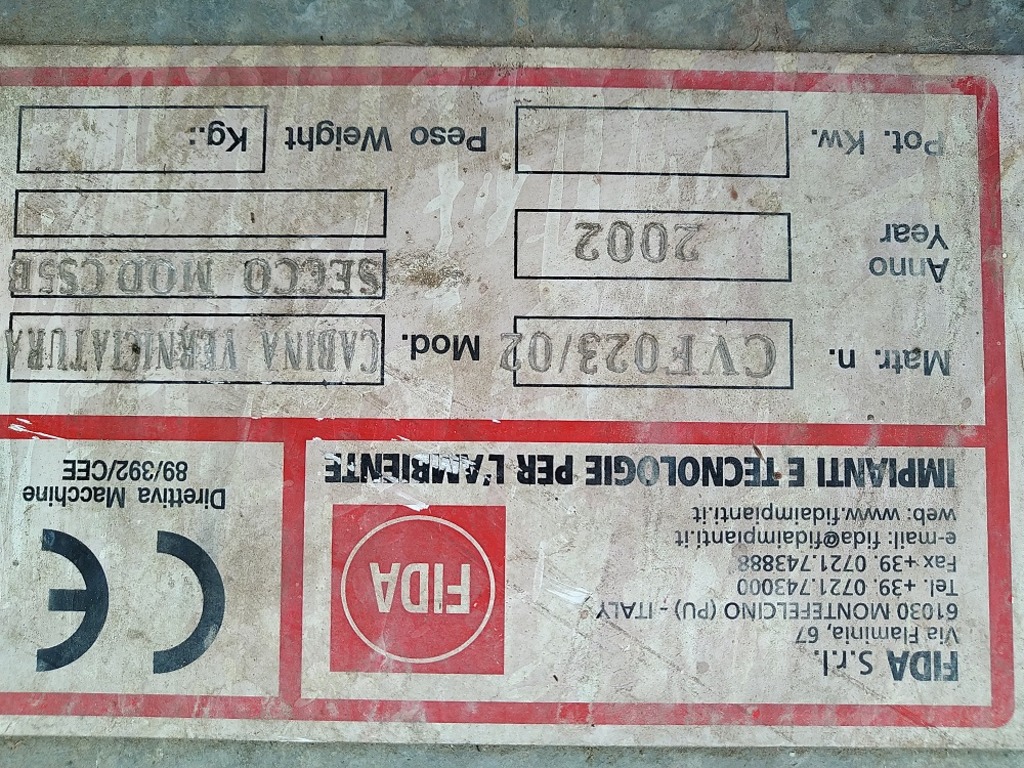 FIDA S.r.l.
Via Flaminia, 67
61030 MONTEFELCINO (PU) - ITALY
Tel. +39. 0721.743000
Fax +39. 0721.743888
e-mail: fida@fidaimpianti.it
web: www.fidaimpianti.it
IMPIANTI E TECNOLOGIE PER L'AMBIENTE
FIDA
CE
Direttiva Macchine
89/392/CEE
Matr. n. CVF023/02 Mod. CABINA VERNICIATURA
SECCO MOD CS5B
Anno
Year 2002
Pot. Kw. Peso Weight Kg.: